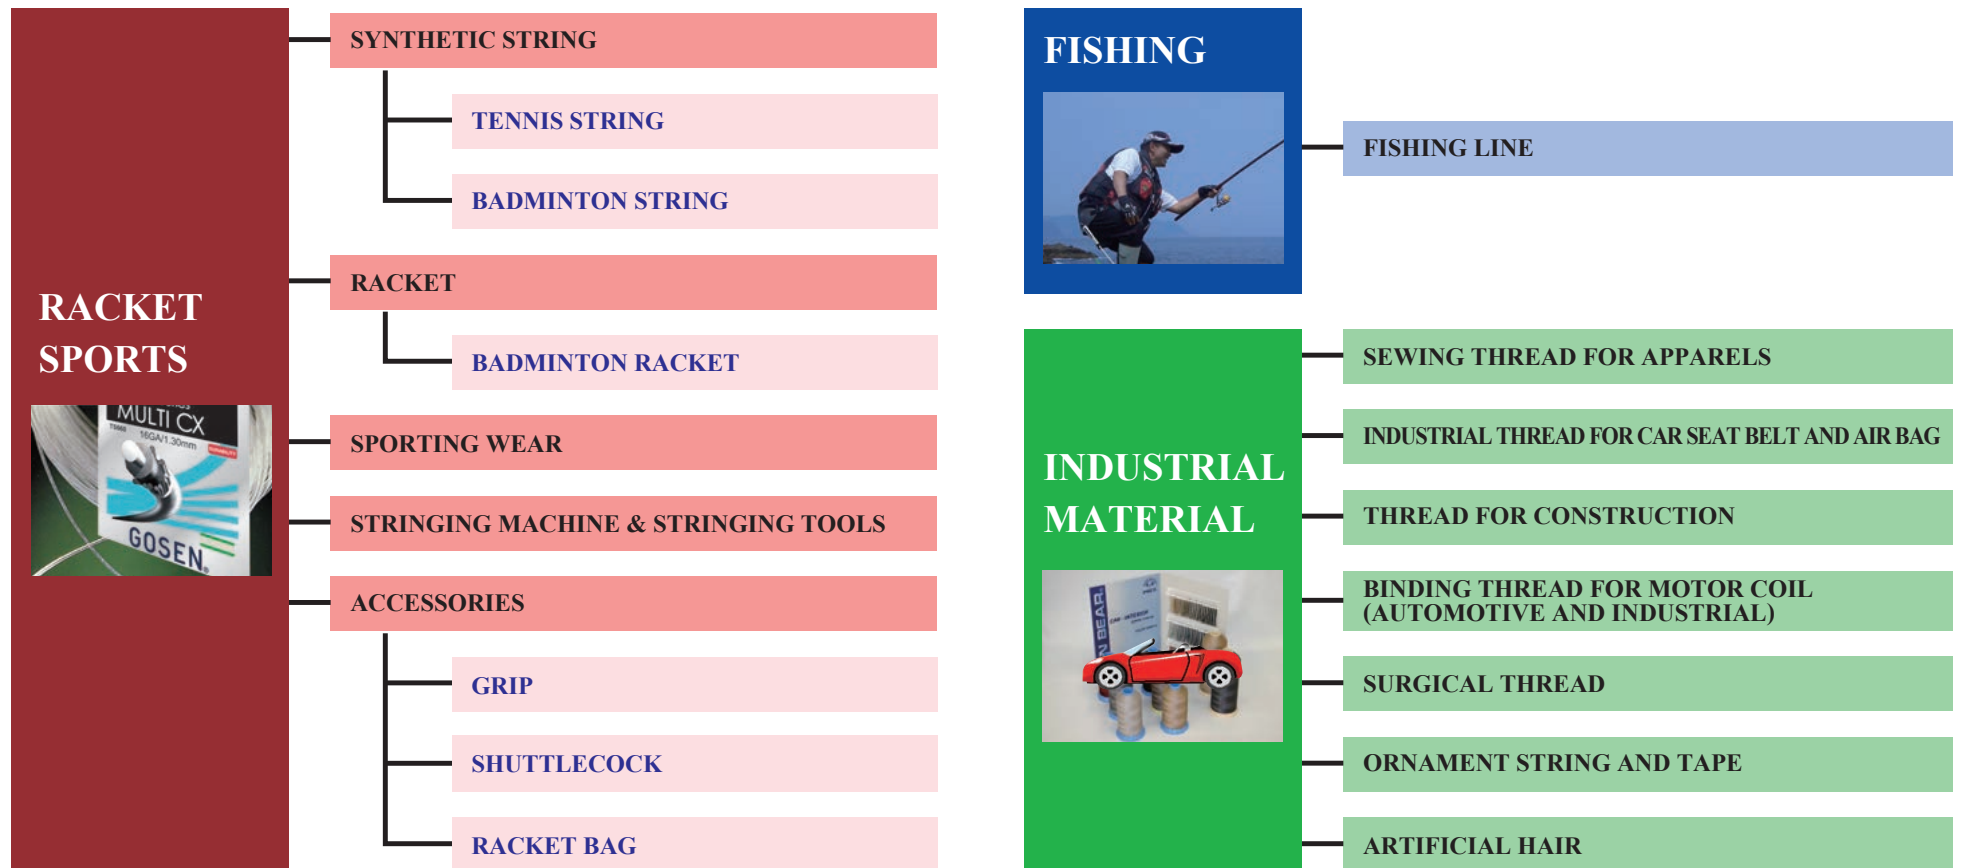 RACKET
SPORTS
MULTI CX
16GA/1.30mm
GOSEN
SYNTHETIC STRING
TENNIS STRING
BADMINTON STRING
RACKET
BADMINTON RACKET
SPORTING WEAR
STRINGING MACHINE & STRINGING TOOLS
ACCESSORIES
GRIP
SHUTTLECOCK
RACKET BAG
FISHING
FISHING LINE
INDUSTRIAL
MATERIAL
BEAR
SEWING THREAD FOR APPARELS
INDUSTRIAL THREAD FOR CAR SEAT BELT AND AIR BAG
THREAD FOR CONSTRUCTION
BINDING THREAD FOR MOTOR COIL
(AUTOMOTIVE AND INDUSTRIAL)
SURGICAL THREAD
ORNAMENT STRING AND TAPE
ARTIFICIAL HAIR